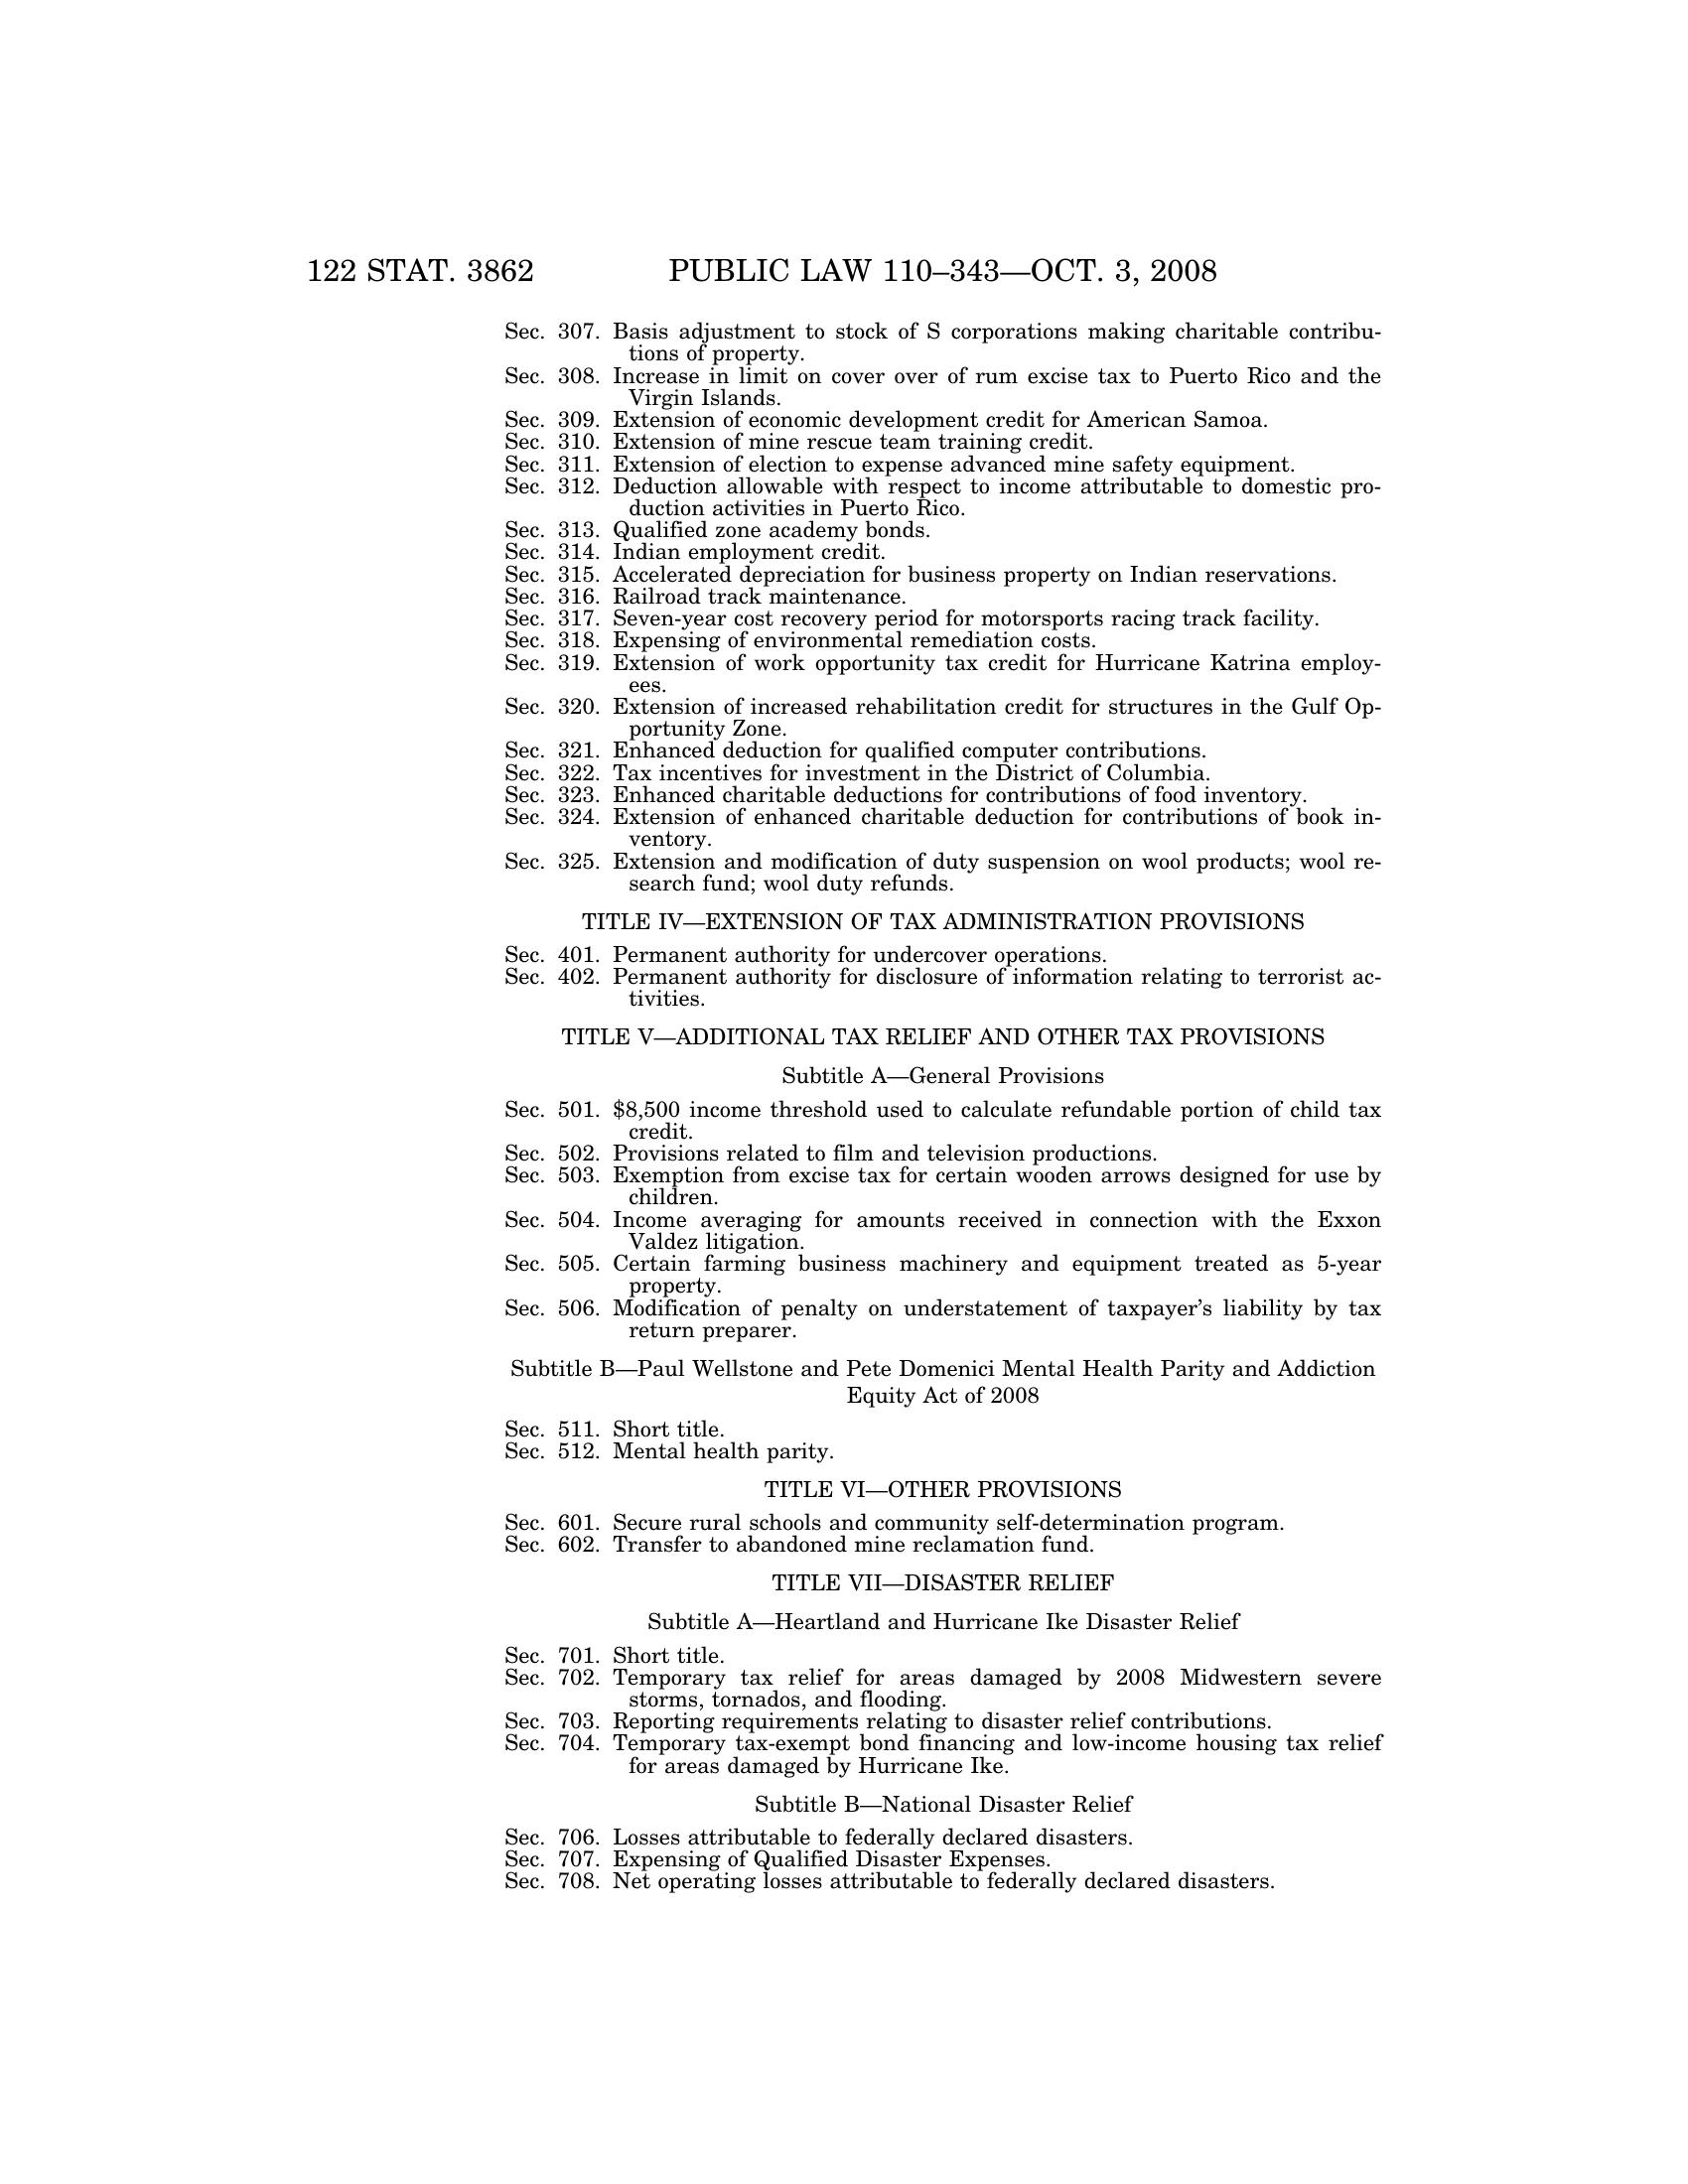 122 STAT. 3862 PUBLIC LAW 110–343—OCT. 3, 2008
Sec. 307. Basis adjustment to stock of S corporations making charitable contribu-
tions of property.
Sec. 308. Increase in limit on cover over of rum excise tax to Puerto Rico and the
Virgin Islands.
Sec. 309. Extension of economic development credit for American Samoa.
Sec. 310. Extension of mine rescue team training credit.
Sec. 311. Extension of election to expense advanced mine safety equipment.
Sec. 312. Deduction allowable with respect to income attributable to domestic pro-
duction activities in Puerto Rico.
Sec. 313. Qualified zone academy bonds.
Sec. 314. Indian employment credit.
Sec. 315. Accelerated depreciation for business property on Indian reservations.
Sec. 316. Railroad track maintenance.
Sec. 317. Seven-year cost recovery period for motorsports racing track facility.
Sec. 318. Expensing of environmental remediation costs.
Sec. 319. Extension of work opportunity tax credit for Hurricane Katrina employ-
ees.
Sec. 320. Extension of increased rehabilitation credit for structures in the Gulf Op-
portunity Zone.
Sec. 321. Enhanced deduction for qualified computer contributions.
Sec. 322. Tax incentives for investment in the District of Columbia.
Sec. 323. Enhanced charitable deductions for contributions of food inventory.
Sec. 324. Extension of enhanced charitable deduction for contributions of book in-
ventory.
Sec. 325. Extension and modification of duty suspension on wool products; wool re-
search fund; wool duty refunds.
TITLE IV—EXTENSION OF TAX ADMINISTRATION PROVISIONS
Sec. 401. Permanent authority for undercover operations.
Sec. 402. Permanent authority for disclosure of information relating to terrorist ac-
tivities.
TITLE V—ADDITIONAL TAX RELIEF AND OTHER TAX PROVISIONS
Subtitle A—General Provisions
Sec. 501. $8,500 income threshold used to calculate refundable portion of child tax
credit.
Sec. 502. Provisions related to film and television productions.
Sec. 503. Exemption from excise tax for certain wooden arrows designed for use by
children.
Sec. 504. Income averaging for amounts received in connection with the Exxon
Valdez litigation.
Sec. 505. Certain farming business machinery and equipment treated as 5-year
property.
Sec. 506. Modification of penalty on understatement of taxpayer’s liability by tax
return preparer.
Subtitle B—Paul Wellstone and Pete Domenici Mental Health Parity and Addiction
Equity Act of 2008
Sec. 511. Short title.
Sec. 512. Mental health parity.
TITLE VI—OTHER PROVISIONS
Sec. 601. Secure rural schools and community self-determination program.
Sec. 602. Transfer to abandoned mine reclamation fund.
TITLE VII—DISASTER RELIEF
Subtitle A—Heartland and Hurricane Ike Disaster Relief
Sec. 701. Short title.
Sec. 702. Temporary tax relief for areas damaged by 2008 Midwestern severe
storms, tornados, and flooding.
Sec. 703. Reporting requirements relating to disaster relief contributions.
Sec. 704. Temporary tax-exempt bond financing and low-income housing tax relief
for areas damaged by Hurricane Ike.
Subtitle B—National Disaster Relief
Sec. 706. Losses attributable to federally declared disasters.
Sec. 707. Expensing of Qualified Disaster Expenses.
Sec. 708. Net operating losses attributable to federally declared disasters.